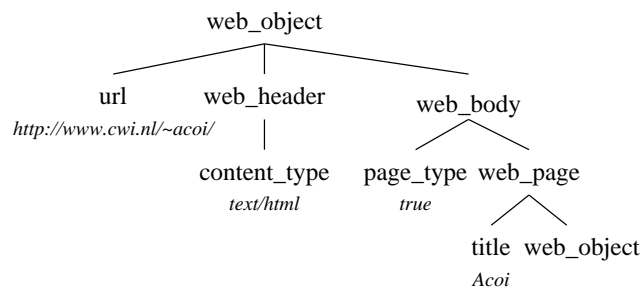 web_object
url web_header web_body
http://www.cwi.nl/~acoi/
content_type page_type web_page
text/html true
title web_object
Acoi